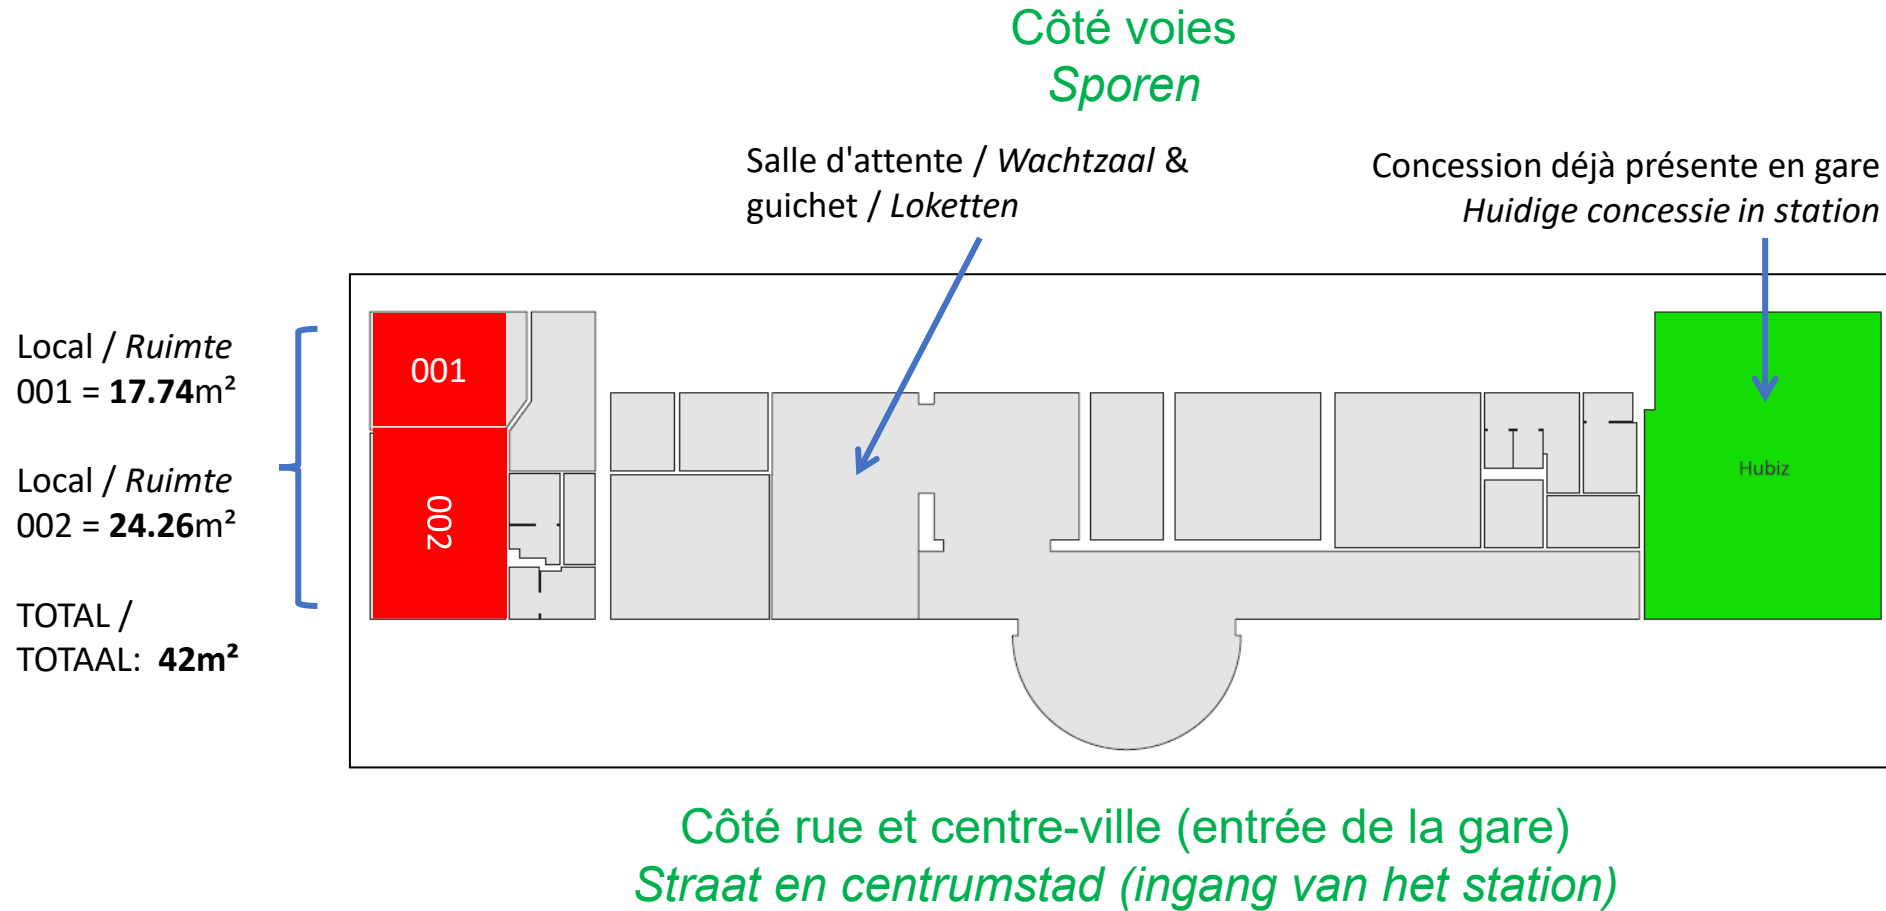 Côté voies
Sporen
Salle d'attente / Wachtzaal &
guichet / Loketten
Concession déjà présente en gare
Huidige concessie in station
Local / Ruimte
001 = 17.74m²
Local / Ruimte
002 = 24.26m²
TOTAL /
TOTAAL: 42m²
001
002
Hubiz
Côté rue et centre-ville (entrée de la gare)
Straat en centrumstad (ingang van het station)